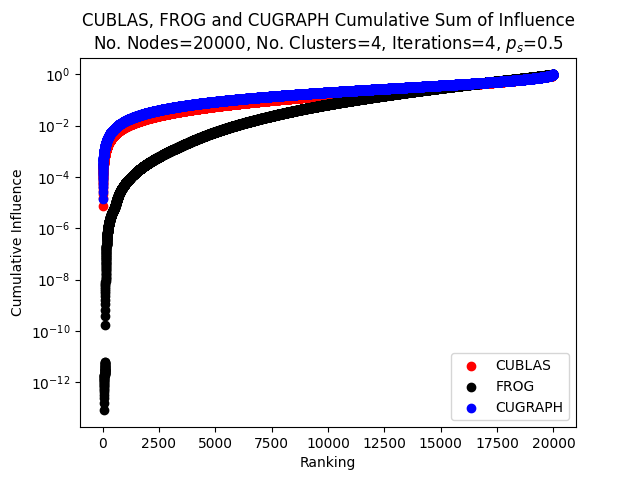 CUBLAS, FROG and CUGRAPH Cumulative Sum of Influence
No. Nodes=20000, No. Clusters=4, Iterations=4, $p_s$=0.5
Cumulative Influence
10⁰
10⁻²
10⁻⁴
10⁻⁶
10⁻⁸
10⁻¹⁰
10⁻¹²
CUBLAS
FROG
CUGRAPH
0 2500 5000 7500 10000 12500 15000 17500 20000
Ranking